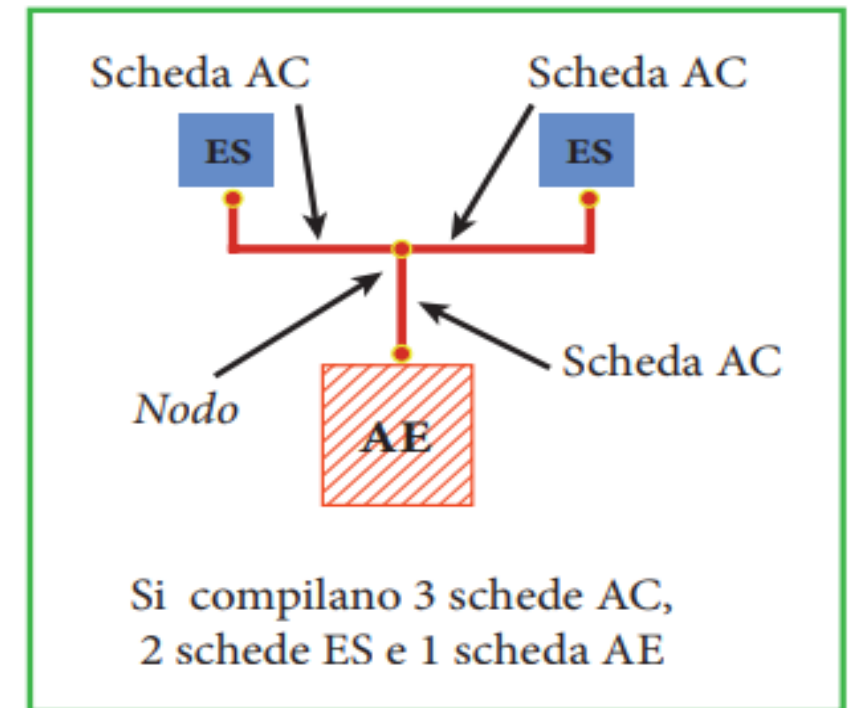 Scheda AC
Scheda AC
ES
ES
Scheda AC
Nodo
AE
Si compilano 3 schede AC,
2 schede ES e 1 scheda AE